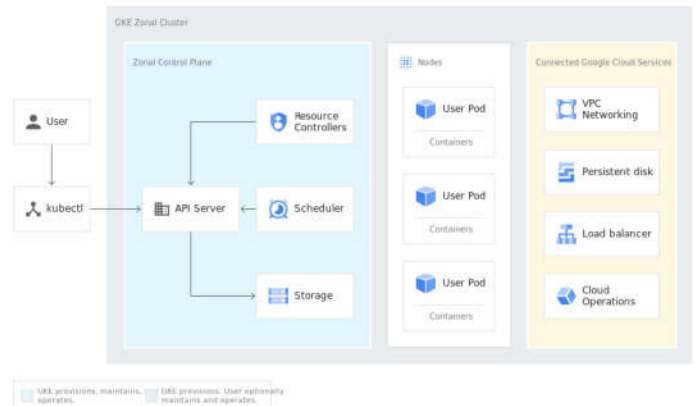 GKE Zonal Cluster
Zonal Control Plane
Nodes
Connected Google Cloud Services
User
kubectl
API Server
Resource
Controllers
Scheduler
Storage
User Pod
Containers
User Pod
Containers
User Pod
Containers
VPC
Networking
Persistent disk
Load balancer
Cloud
Operations
GKE provisions, maintains,
operates.
GKE provisions. User optionally
maintains and operates.